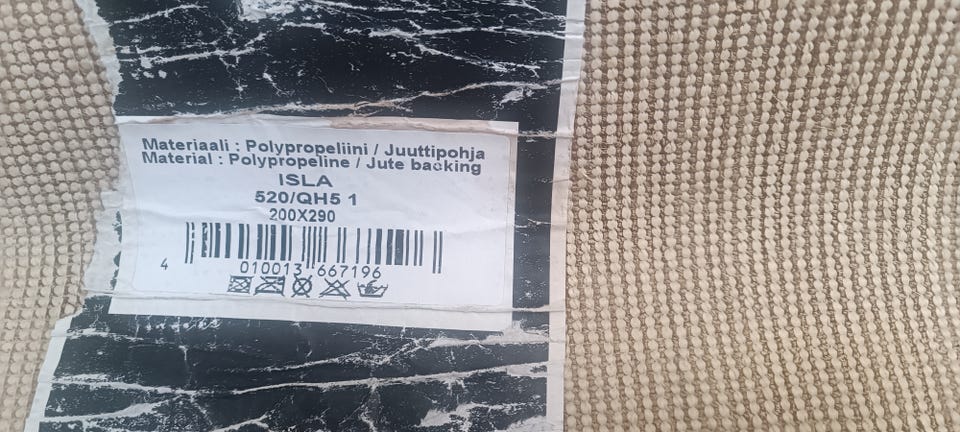 Materiaali : Polypropeliini / Juuttipohja
Material : Polypropeline / Jute backing
ISLA
520/QH5 1
200X290
4 010013 667196